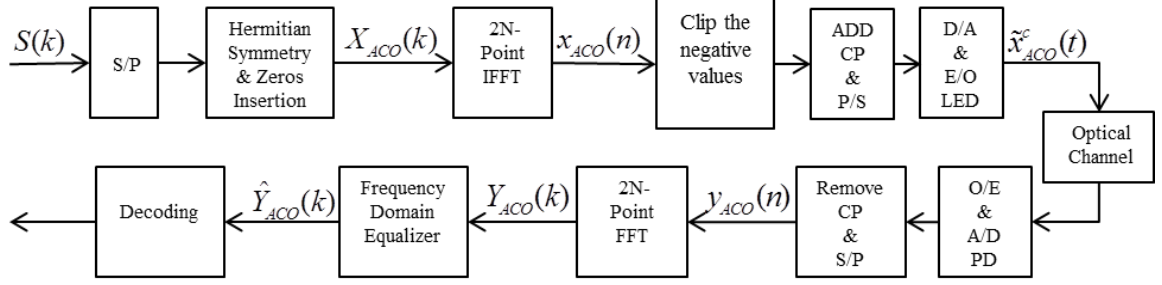 S(k)
S/P
Hermitian
Symmetry
& Zeros
Insertion
X_ACO(k)
2N-
Point
IFFT
x_ACO(n)
Clip the
negative
values
ADD
CP
&
P/S
D/A
&
E/O
LED
x̃^c_ACO(t)
Optical
Channel
O/E
&
A/D
PD
Remove
CP
&
S/P
y_ACO(n)
2N-
Point
FFT
Y_ACO(k)
Frequency
Domain
Equalizer
Ŷ_ACO(k)
Decoding